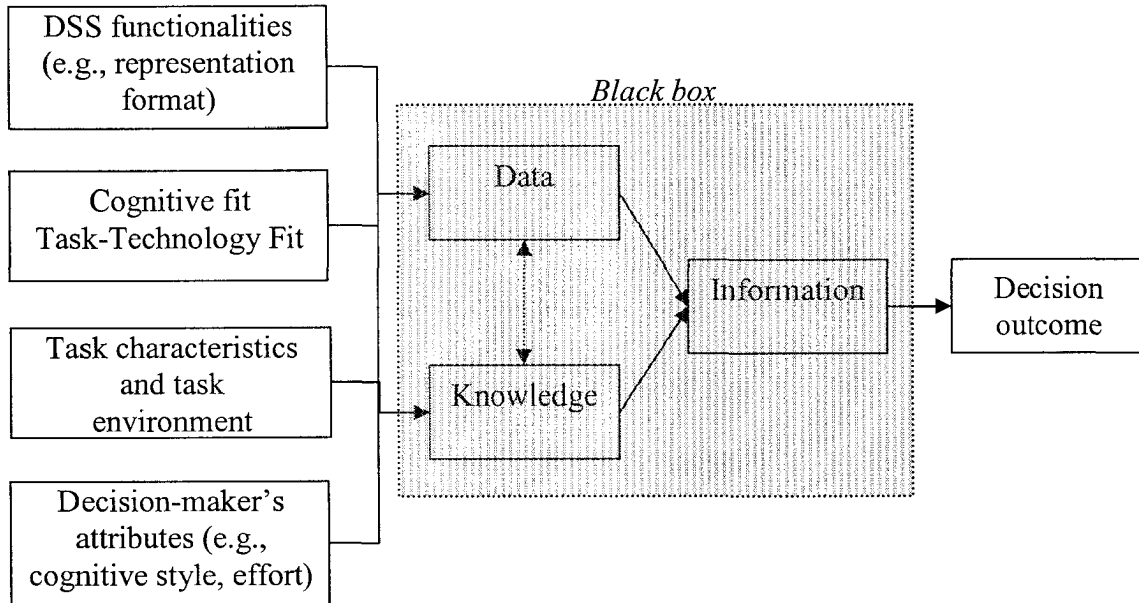 DSS functionalities
(e.g., representation
format)
Cognitive fit
Task-Technology Fit
Task characteristics
and task
environment
Decision-maker's
attributes (e.g.,
cognitive style, effort)
Black box
Data
Knowledge
Information
Decision
outcome